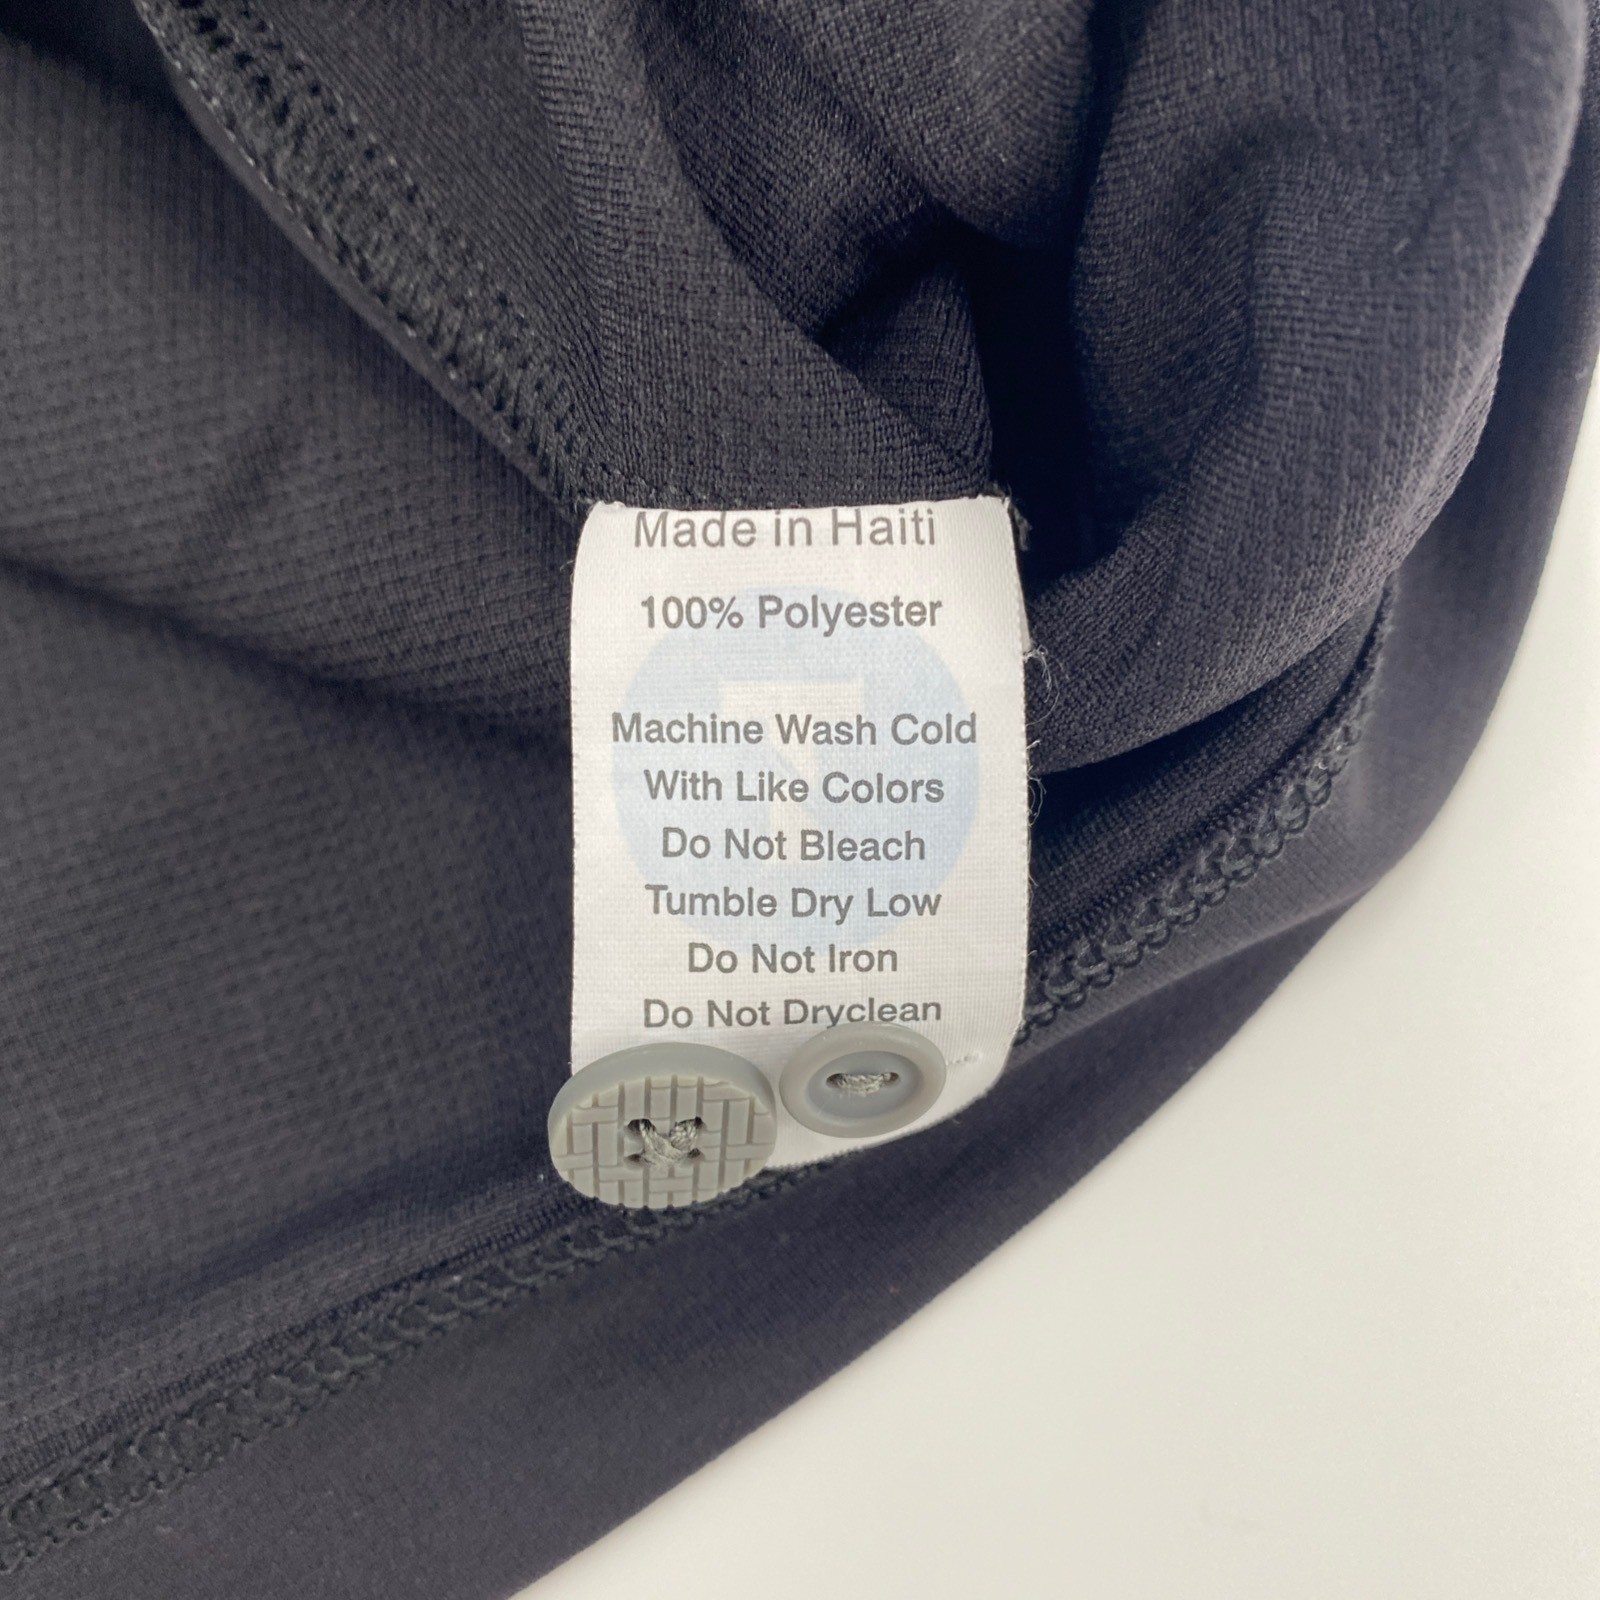 Made in Haiti
100% Polyester
Machine Wash Cold
With Like Colors
Do Not Bleach
Tumble Dry Low
Do Not Iron
Do Not Dryclean